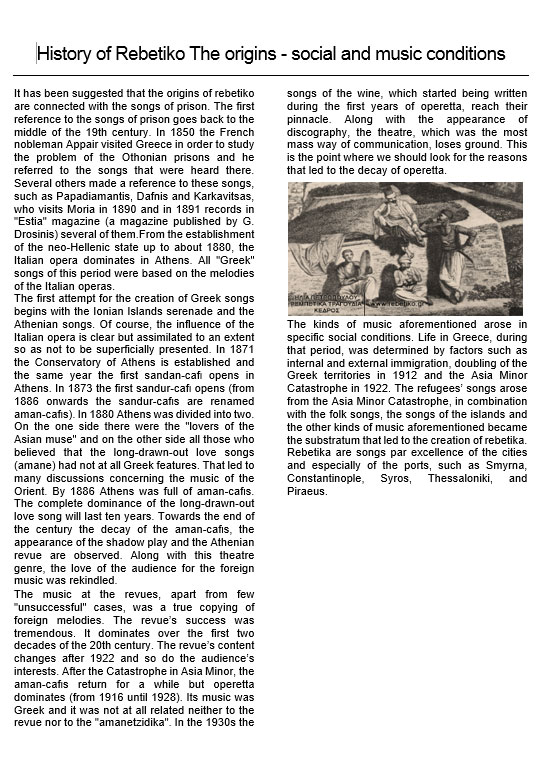 History of Rebetiko The origins - social and music conditions
It has been suggested that the origins of rebetiko
are connected with the songs of prison. The first
reference to the songs of prison goes back to the
middle of the 19th century. In 1850 the French
nobleman Appair visited Greece in order to study
the problem of the Othonian prisons and he
referred to the songs that were heard there.
Several others made a reference to these songs,
such as Papadiamantis, Dafnis and Karkavitsas,
who visits Moria in 1890 and in 1891 records in
"Estia" magazine (a magazine published by G.
Drosinis) several of them.From the establishment
of the neo-Hellenic state up to about 1880, the
Italian opera dominates in Athens. All "Greek"
songs of this period were based on the melodies
of the Italian operas.
The first attempt for the creation of Greek songs
begins with the Ionian Islands serenade and the
Athenian songs. Of course, the influence of the
Italian opera is clear but assimilated to an extent
so as not to be superficially presented. In 1871
the Conservatory of Athens is established and
the same year the first sandan-cafi opens in
Athens. In 1873 the first sandur-cafi opens (from
1886 onwards the sandur-cafis are renamed
aman-cafis). In 1880 Athens was divided into two.
On the one side there were the "lovers of the
Asian muse" and on the other side all those who
believed that the long-drawn-out love songs
(amane) had not at all Greek features. That led to
many discussions concerning the music of the
Orient. By 1886 Athens was full of aman-cafis.
The complete dominance of the long-drawn-out
love song will last ten years. Towards the end of
the century the decay of the aman-cafis, the
appearance of the shadow play and the Athenian
revue are observed. Along with this theatre
genre, the love of the audience for the foreign
music was rekindled.
The music at the revues, apart from few
"unsuccessful" cases, was a true copying of
foreign melodies. The revue's success was
tremendous. It dominates over the first two
decades of the 20th century. The revue's content
changes after 1922 and so do the audience's
interests. After the Catastrophe in Asia Minor, the
aman-cafis return for a while but operetta
dominates (from 1916 until 1928). Its music was
Greek and it was not at all related neither to the
revue nor to the "amanetzidika". In the 1930s the
songs of the wine, which started being written
during the first years of operetta, reach their
pinnacle. Along with the appearance of
discography, the theatre, which was the most
mass way of communication, loses ground. This
is the point where we should look for the reasons
that led to the decay of operetta.
ΗΛΙΑ ΠΕΤΡΟΠΟΥΛΟΥ
ΡΕΜΠΕΤΙΚΑ ΤΡΑΓΟΥΔΙΑ www.rebetiko.gr
ΚΕΔΡΟΣ
The kinds of music aforementioned arose in
specific social conditions. Life in Greece, during
that period, was determined by factors such as
internal and external immigration, doubling of the
Greek territories in 1912 and the Asia Minor
Catastrophe in 1922. The refugees' songs arose
from the Asia Minor Catastrophe, in combination
with the folk songs, the songs of the islands and
the other kinds of music aforementioned became
the substratum that led to the creation of rebetika.
Rebetika are songs par excellence of the cities
and especially of the ports, such as Smyrna,
Constantinople, Syros, Thessaloniki, and
Piraeus.